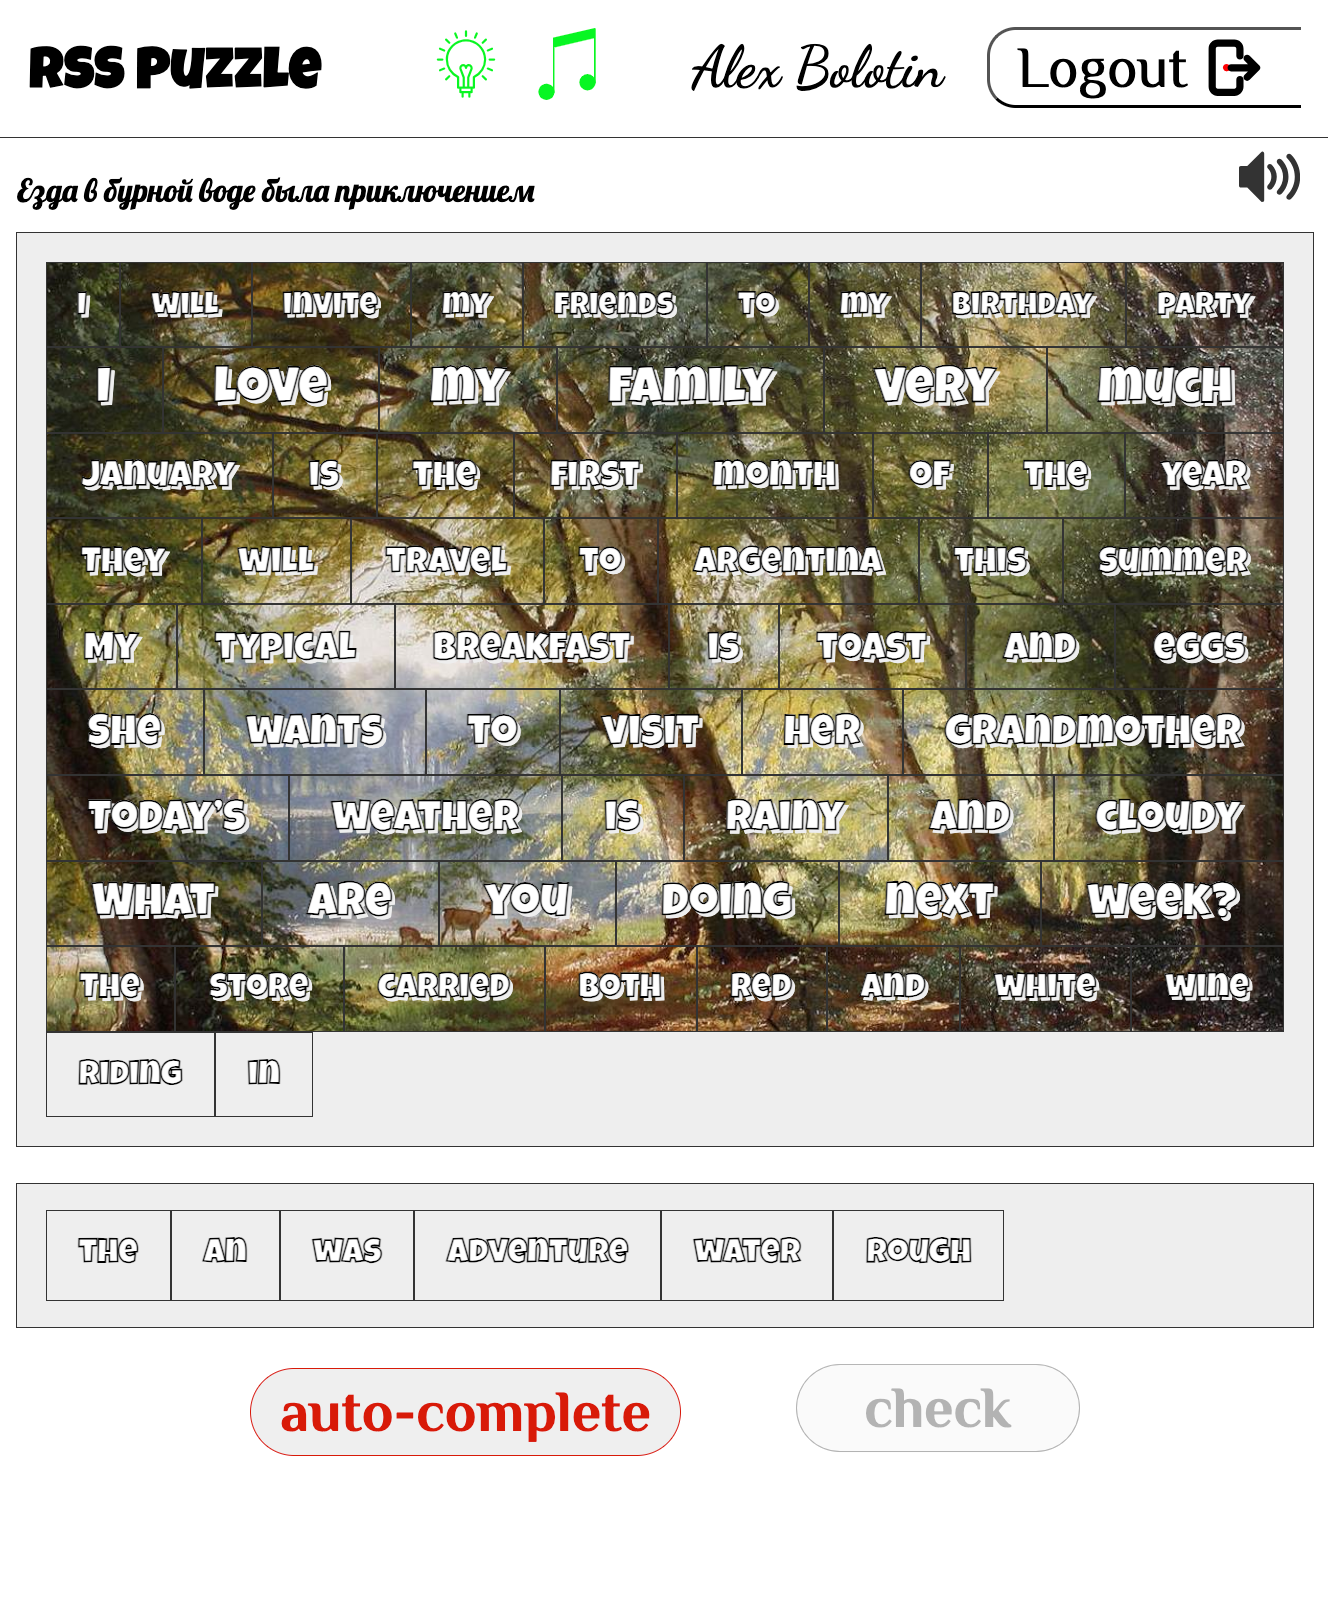 RSS Puzzle Alex Bolotin Logout
Езда в бурной воде была приключением
I will invite my friends to my birthday party
I love my family very much
January is the first month of the year
They will travel to Argentina this summer
My typical breakfast is toast and eggs
She wants to visit her grandmother
Today's weather is rainy and cloudy
What are you doing next week?
The store carried both red and white wine
Riding in
the an was adventure water rough
auto-complete check